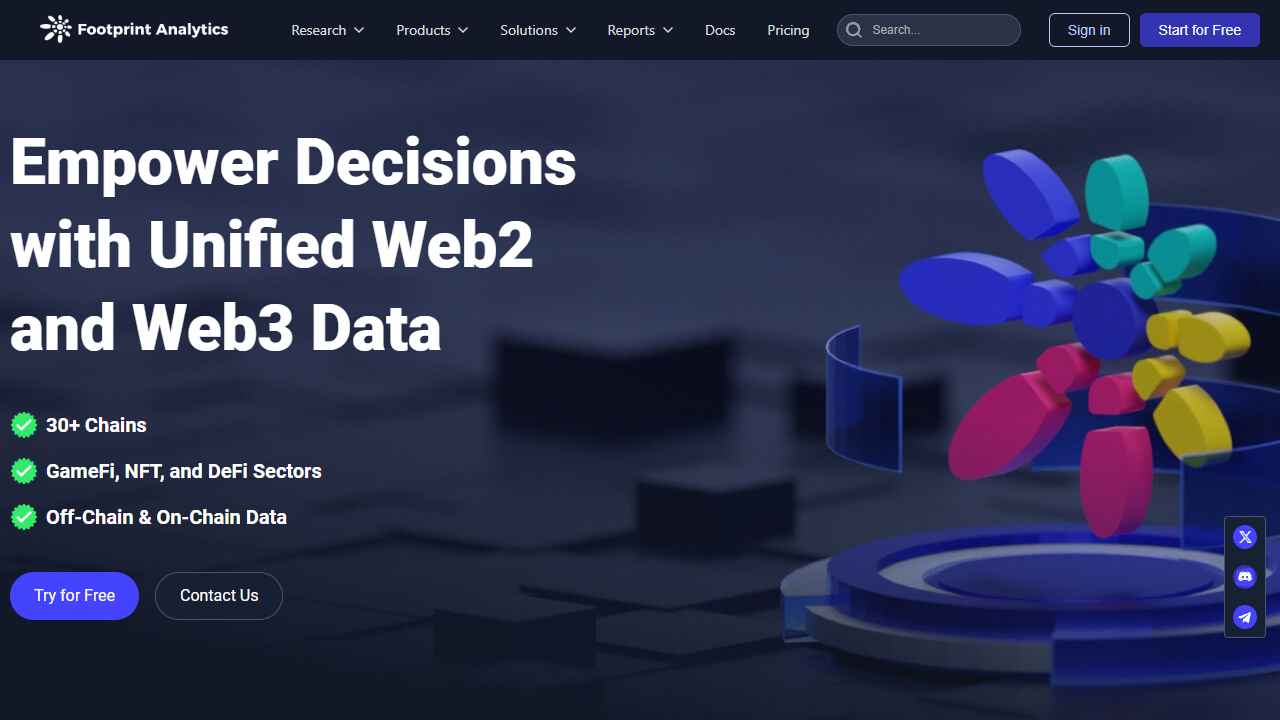 Footprint Analytics
Research
Products
Solutions
Reports
Docs
Pricing
Search...
Sign in
Start for Free
Empower Decisions
with Unified Web2
and Web3 Data
30+ Chains
GameFi, NFT, and DeFi Sectors
Off-Chain & On-Chain Data
Try for Free
Contact Us